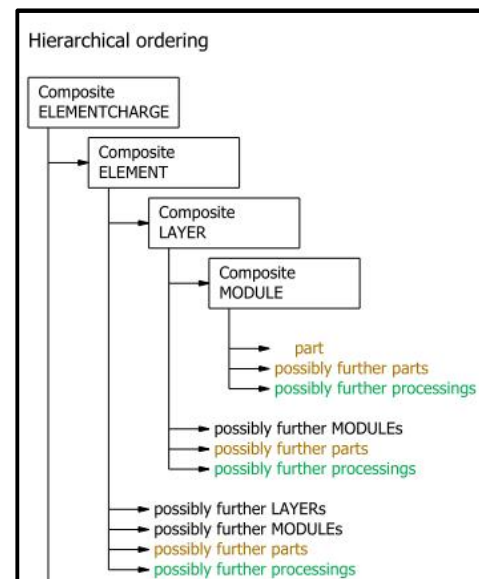 Hierarchical ordering
Composite
ELEMENTCHARGE
Composite
ELEMENT
Composite
LAYER
Composite
MODULE
part
possibly further parts
possibly further processings
possibly further MODULEs
possibly further parts
possibly further processings
possibly further LAYERs
possibly further MODULEs
possibly further parts
possibly further processings